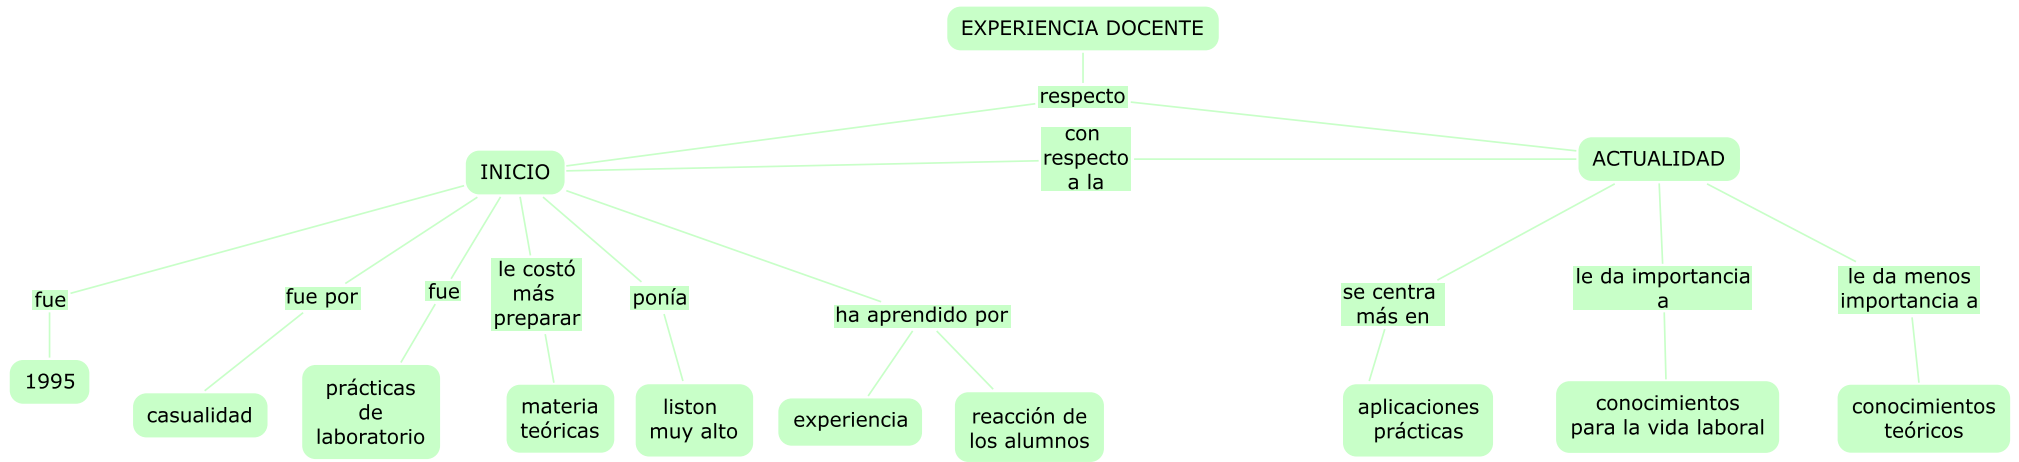 EXPERIENCIA DOCENTE
respecto
con
respecto
a la
INICIO
ACTUALIDAD
fue
fue por
fue
le costó
más
preparar
ponía
ha aprendido por
se centra
más en
le da importancia
a
le da menos
importancia a
1995
casualidad
prácticas
de
laboratorio
materia
teóricas
liston
muy alto
experiencia
reacción de
los alumnos
aplicaciones
prácticas
conocimientos
para la vida laboral
conocimientos
teóricos